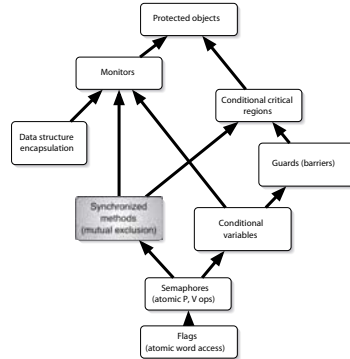 Protected objects
Monitors
Conditional critical
regions
Data structure
encapsulation
Guards (barriers)
Synchronized
methods
(mutual exclusion)
Conditional
variables
Semaphores
(atomic P, V ops)
Flags
(atomic word access)